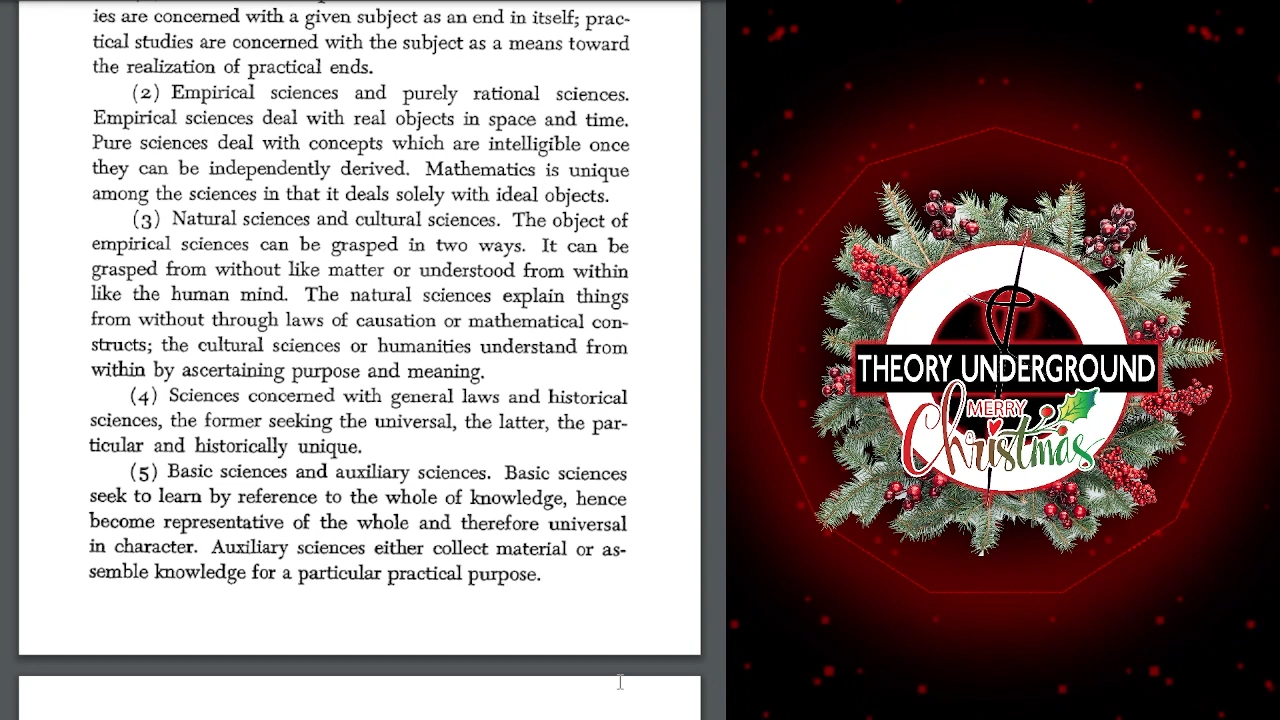 ies are concerned with a given subject as an end in itself; prac-
tical studies are concerned with the subject as a means toward
the realization of practical ends.
(2) Empirical sciences and purely rational sciences.
Empirical sciences deal with real objects in space and time.
Pure sciences deal with concepts which are intelligible once
they can be independently derived. Mathematics is unique
among the sciences in that it deals solely with ideal objects.
(3) Natural sciences and cultural sciences. The object of
empirical sciences can be grasped in two ways. It can be
grasped from without like matter or understood from within
like the human mind. The natural sciences explain things
from without through laws of causation or mathematical con-
structs; the cultural sciences or humanities understand from
within by ascertaining purpose and meaning.
(4) Sciences concerned with general laws and historical
sciences, the former seeking the universal, the latter, the par-
ticular and historically unique.
(5) Basic sciences and auxiliary sciences. Basic sciences
seek to learn by reference to the whole of knowledge, hence
become representative of the whole and therefore universal
in character. Auxiliary sciences either collect material or as-
semble knowledge for a particular practical purpose.
THEORY UNDERGROUND
MERRY
Christmas